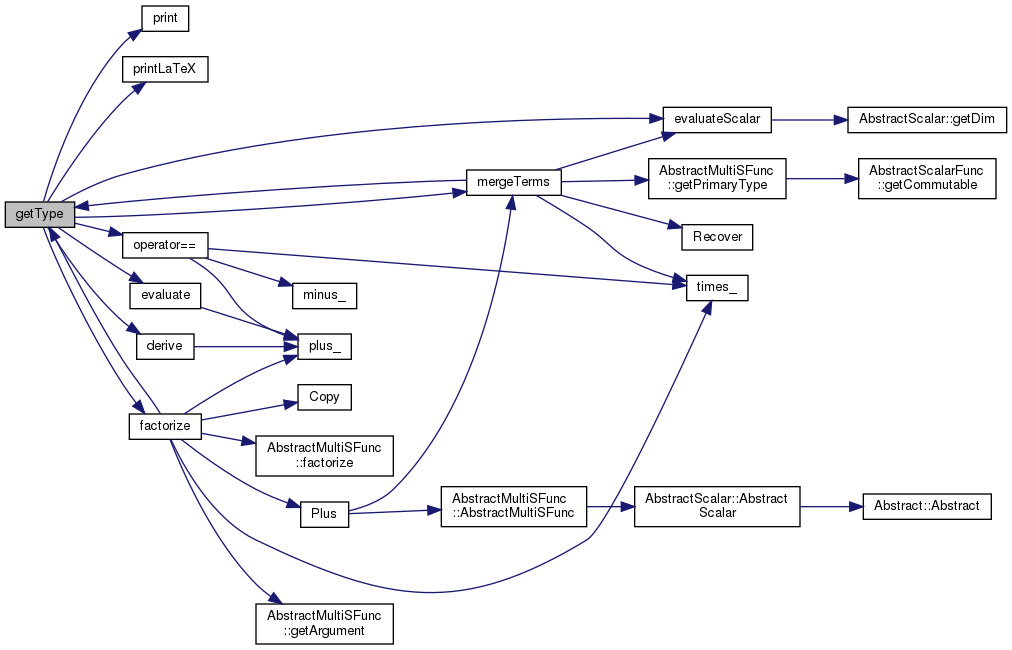 print
printLaTeX
evaluateScalar
AbstractScalar::getDim
mergeTerms
AbstractMultiSFunc
::getPrimaryType
AbstractScalarFunc
::getCommutable
getType
Recover
operator==
times_
evaluate
minus_
derive
plus_
Copy
factorize
AbstractMultiSFunc
::factorize
Plus
AbstractMultiSFunc
::AbstractMultiSFunc
AbstractScalar::Abstract
Scalar
Abstract::Abstract
AbstractMultiSFunc
::getArgument